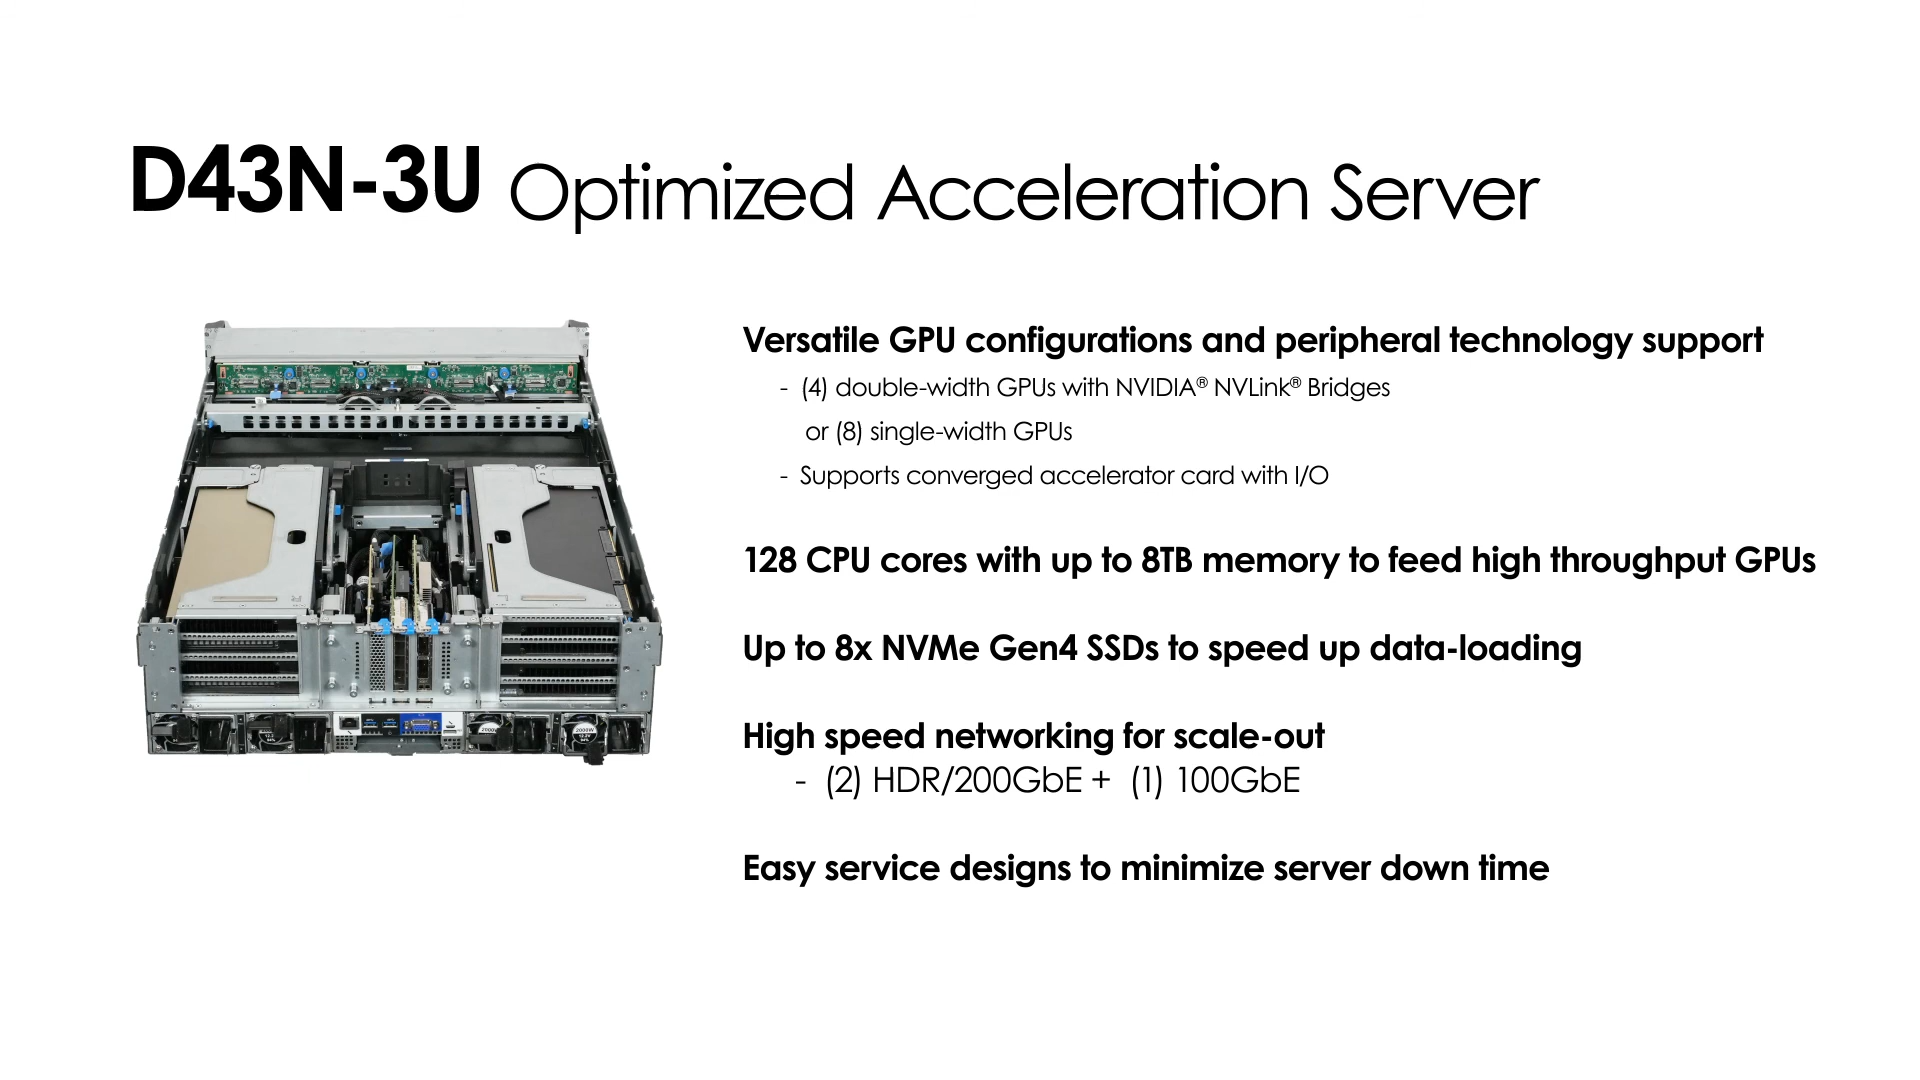 D43N-3U Optimized Acceleration Server
Versatile GPU configurations and peripheral technology support
- (4) double-width GPUs with NVIDIA® NVLink® Bridges
or (8) single-width GPUs
- Supports converged accelerator card with I/O
128 CPU cores with up to 8TB memory to feed high throughput GPUs
Up to 8x NVMe Gen4 SSDs to speed up data-loading
High speed networking for scale-out
- (2) HDR/200GbE + (1) 100GbE
Easy service designs to minimize server down time
2000W